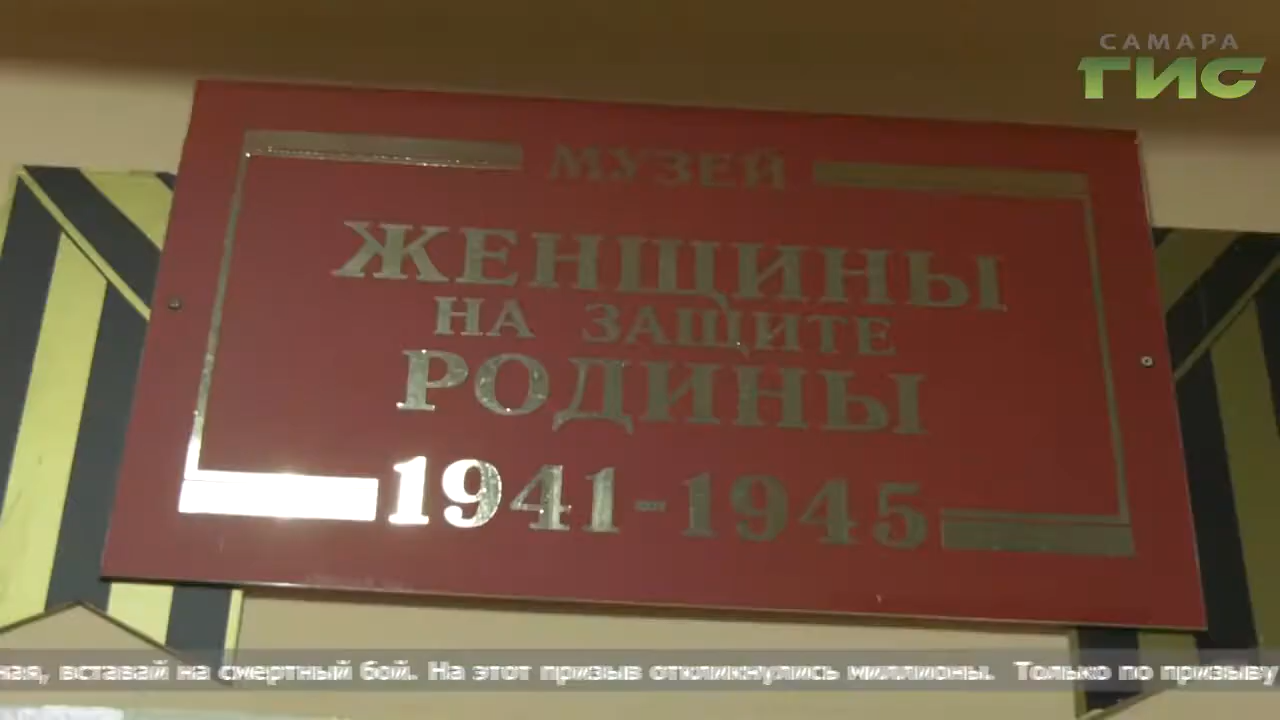 САМАРА
ГИС
МУЗЕЙ
ЖЕНЩИНЫ
НА ЗАЩИТЕ
РОДИНЫ
1941-1945
ная, вставай на смертный бой. На этот призыв откликнулись миллионы. Только по призыву